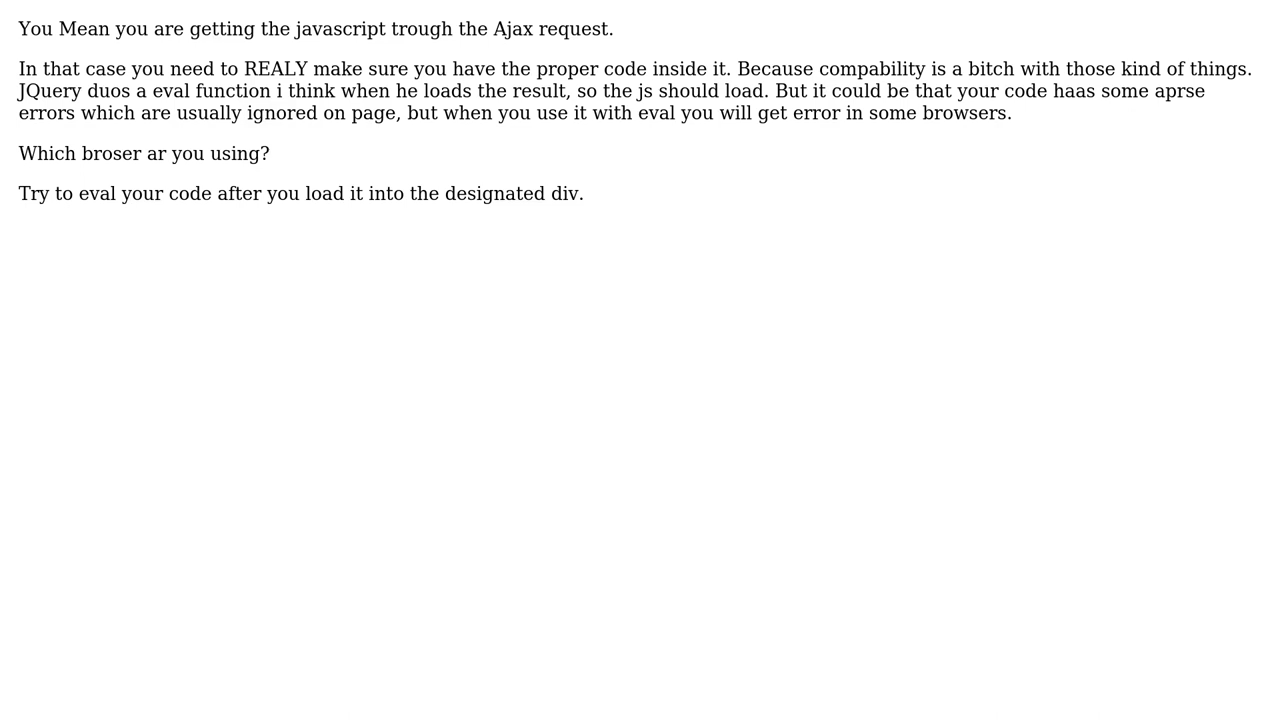 You Mean you are getting the javascript trough the Ajax request.
In that case you need to REALY make sure you have the proper code inside it. Because compability is a bitch with those kind of things.
JQuery duos a eval function i think when he loads the result, so the js should load. But it could be that your code haas some aprse
errors which are usually ignored on page, but when you use it with eval you will get error in some browsers.
Which broser ar you using?
Try to eval your code after you load it into the designated div.